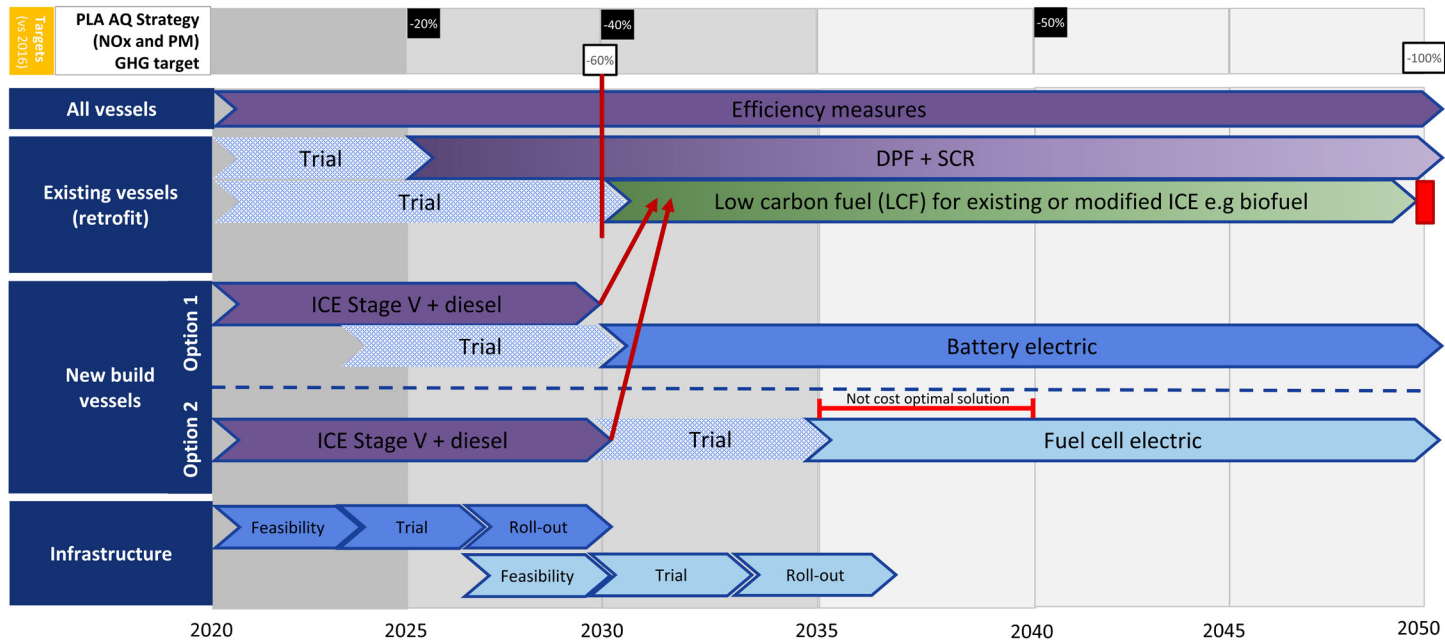 Targets
(vs 2016)
PLA AQ Strategy
(NOx and PM)
GHG target
-20%
-40%
-50%
-60%
-100%
All vessels
Efficiency measures
Existing vessels
(retrofit)
Trial
DPF + SCR
Trial
Low carbon fuel (LCF) for existing or modified ICE e.g biofuel
New build
vessels
Option 1
ICE Stage V + diesel
Trial
Battery electric
Option 2
Not cost optimal solution
ICE Stage V + diesel
Trial
Fuel cell electric
Infrastructure
Feasibility
Trial
Roll-out
Feasibility
Trial
Roll-out
2020
2025
2030
2035
2040
2045
2050